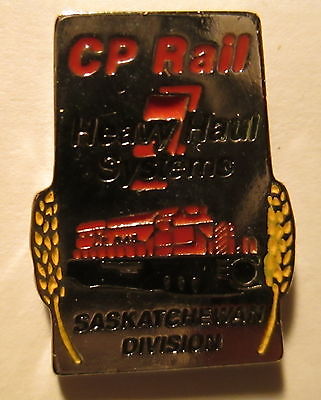 CP Rail
Heavy Haul
Systems
SASKATCHEWAN
DIVISION